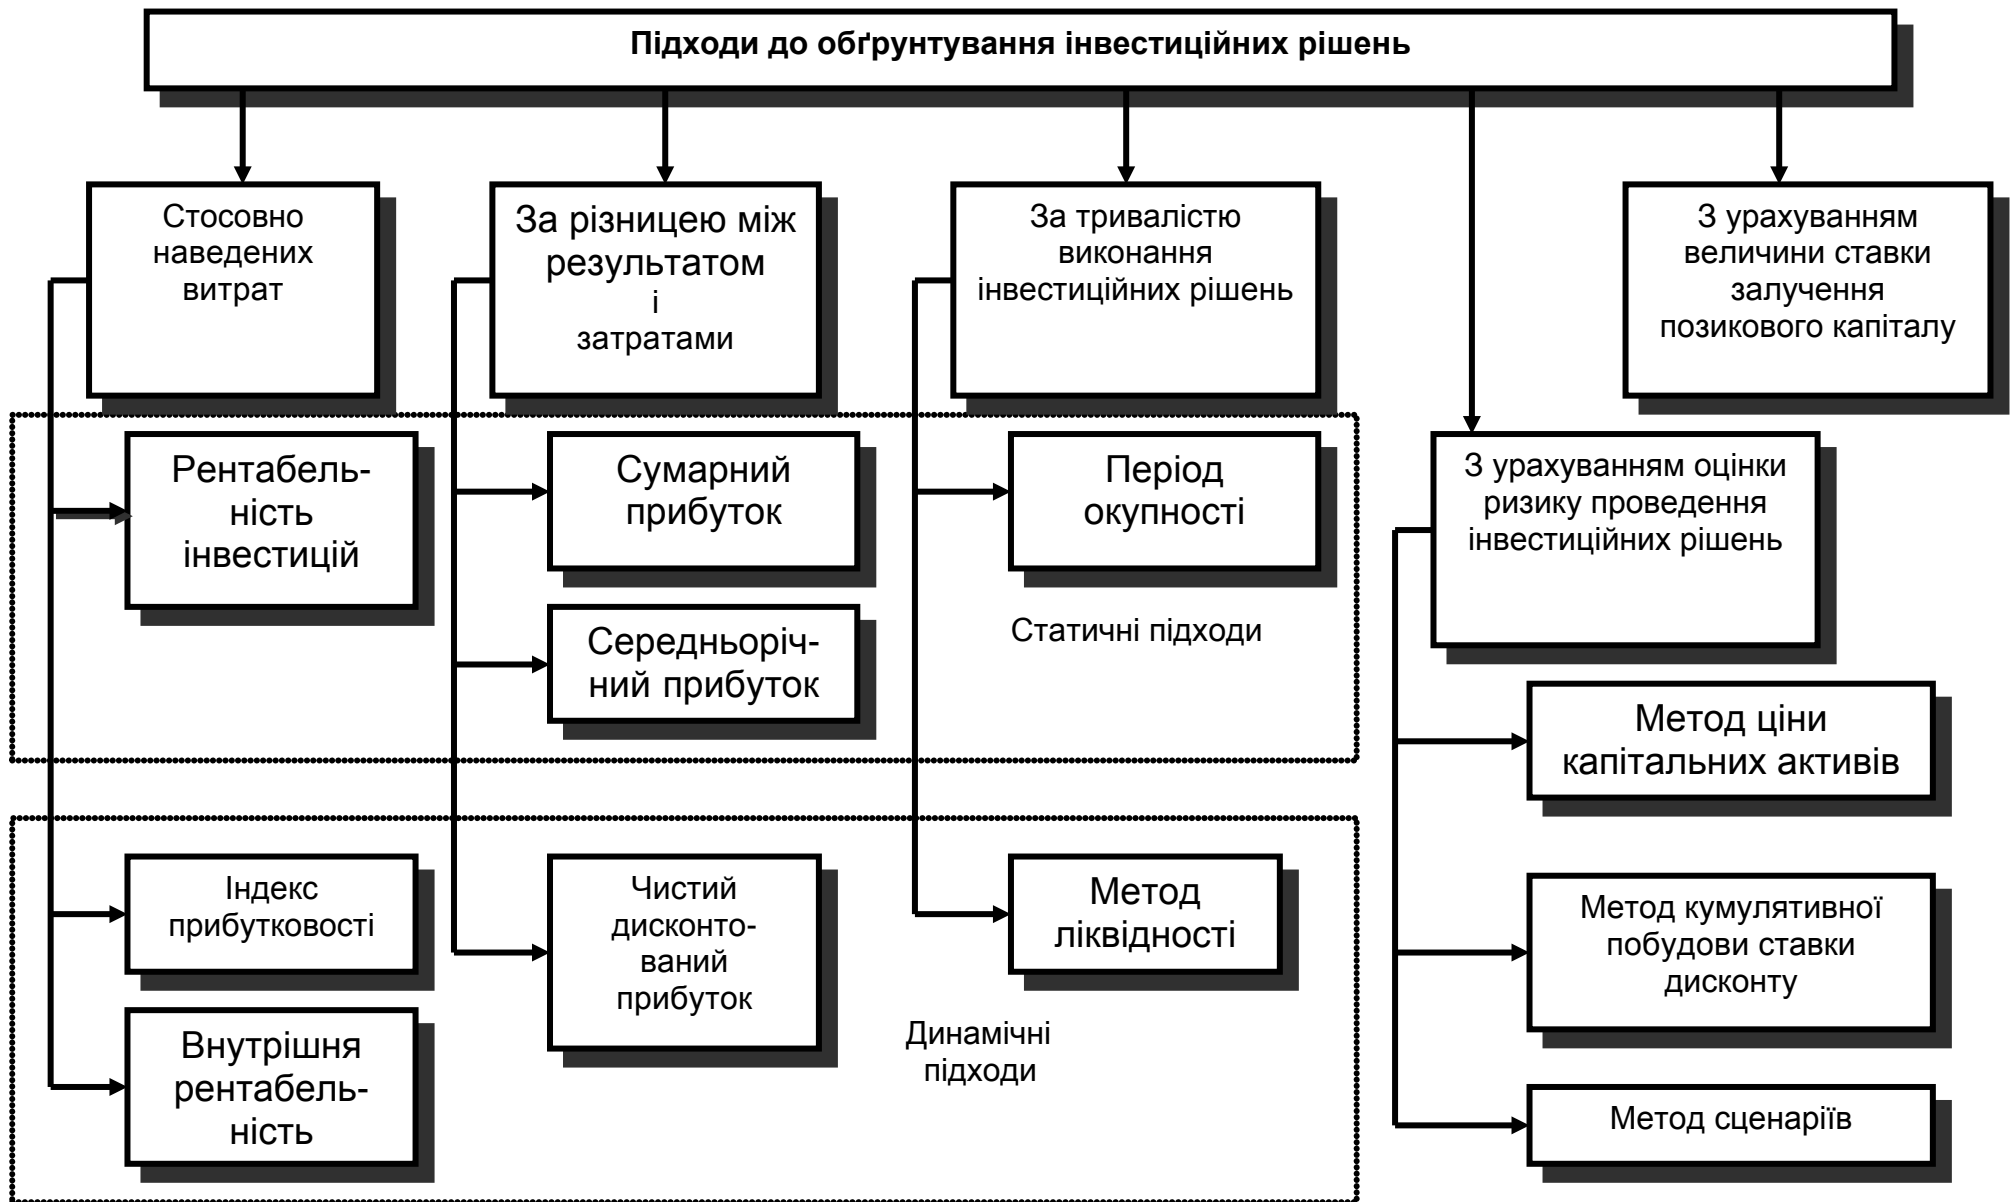 Підходи до обґрунтування інвестиційних рішень
Стосовно
наведених
витрат
За різницею між
результатом
і
затратами
За тривалістю
виконання
інвестиційних рішень
З урахуванням
величини ставки
залучення
позикового капіталу
Рентабель-
ність
інвестицій
Сумарний
прибуток
Період
окупності
З урахуванням оцінки
ризику проведення
інвестиційних рішень
Середньоріч-
ний прибуток
Статичні підходи
Метод ціни
капітальних активів
Індекс
прибутковості
Чистий
дисконто-
ваний
прибуток
Метод
ліквідності
Метод кумулятивної
побудови ставки
дисконту
Внутрішня
рентабель-
ність
Динамічні
підходи
Метод сценаріїв